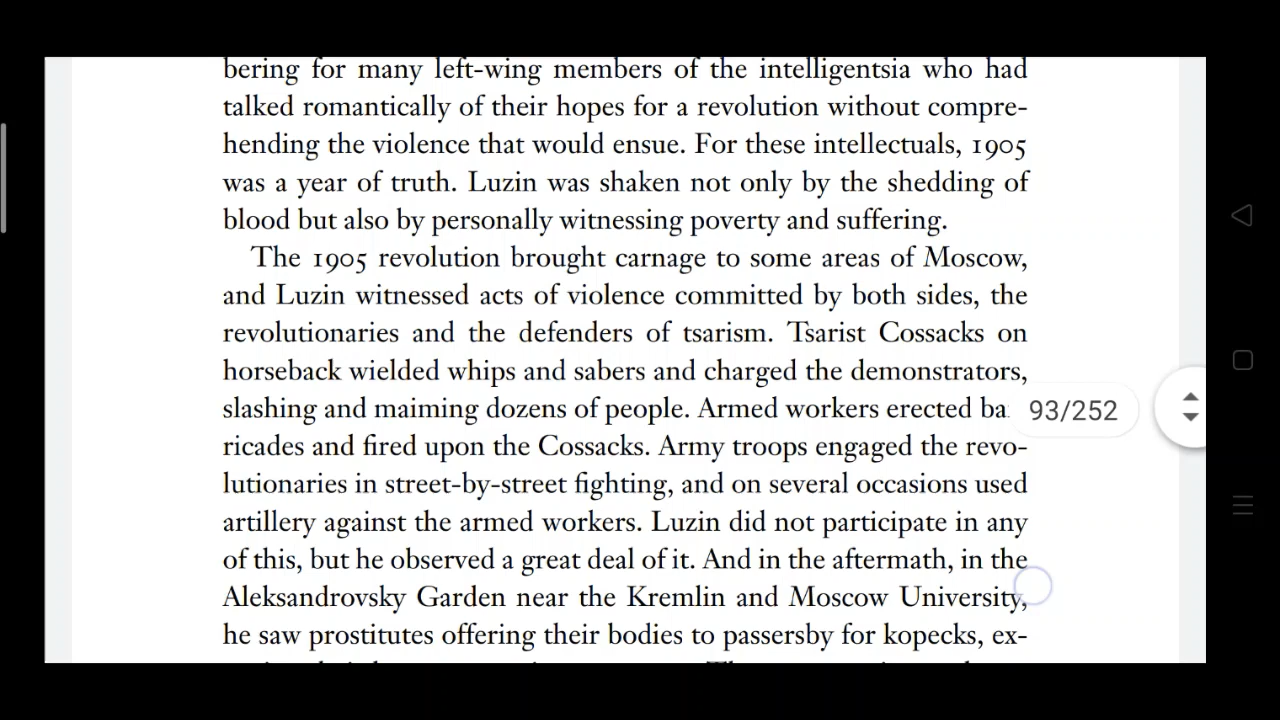 bering for many left-wing members of the intelligentsia who had
talked romantically of their hopes for a revolution without compre-
hending the violence that would ensue. For these intellectuals, 1905
was a year of truth. Luzin was shaken not only by the shedding of
blood but also by personally witnessing poverty and suffering.
The 1905 revolution brought carnage to some areas of Moscow,
and Luzin witnessed acts of violence committed by both sides, the
revolutionaries and the defenders of tsarism. Tsarist Cossacks on
horseback wielded whips and sabers and charged the demonstrators,
slashing and maiming dozens of people. Armed workers erected bar
93/252
ricades and fired upon the Cossacks. Army troops engaged the revo-
lutionaries in street-by-street fighting, and on several occasions used
artillery against the armed workers. Luzin did not participate in any
of this, but he observed a great deal of it. And in the aftermath, in the
Aleksandrovsky Garden near the Kremlin and Moscow University,
he saw prostitutes offering their bodies to passersby for kopecks, ex-